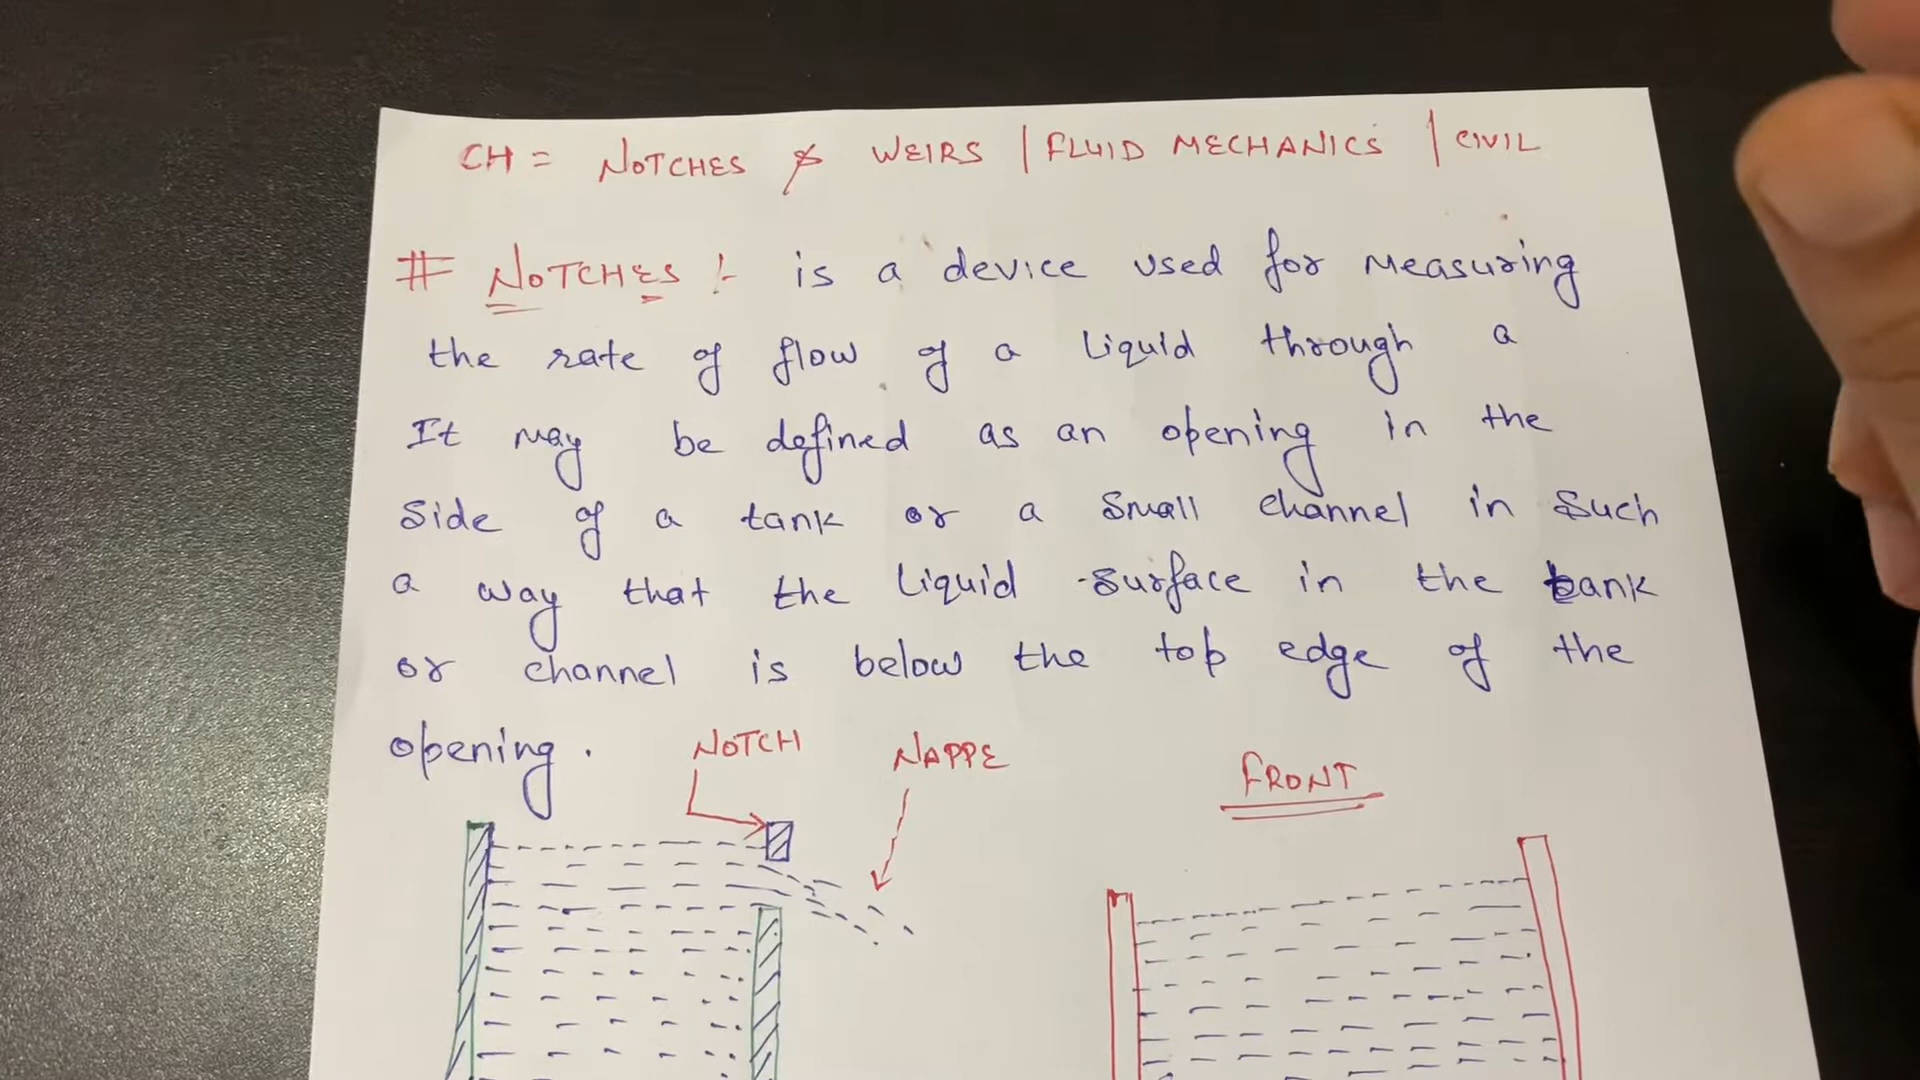 CH = NOTCHES & WEIRS | FLUID MECHANICS | CIVIL
# NOTCHES :- is a device used for Measuring
the rate of flow of a liquid through a
It may be defined as an opening in the
Side of a tank or a Small channel in Such
a way that the liquid surface in the tank
or channel is below the top edge of the
opening.
NOTCH NAPPE FRONT